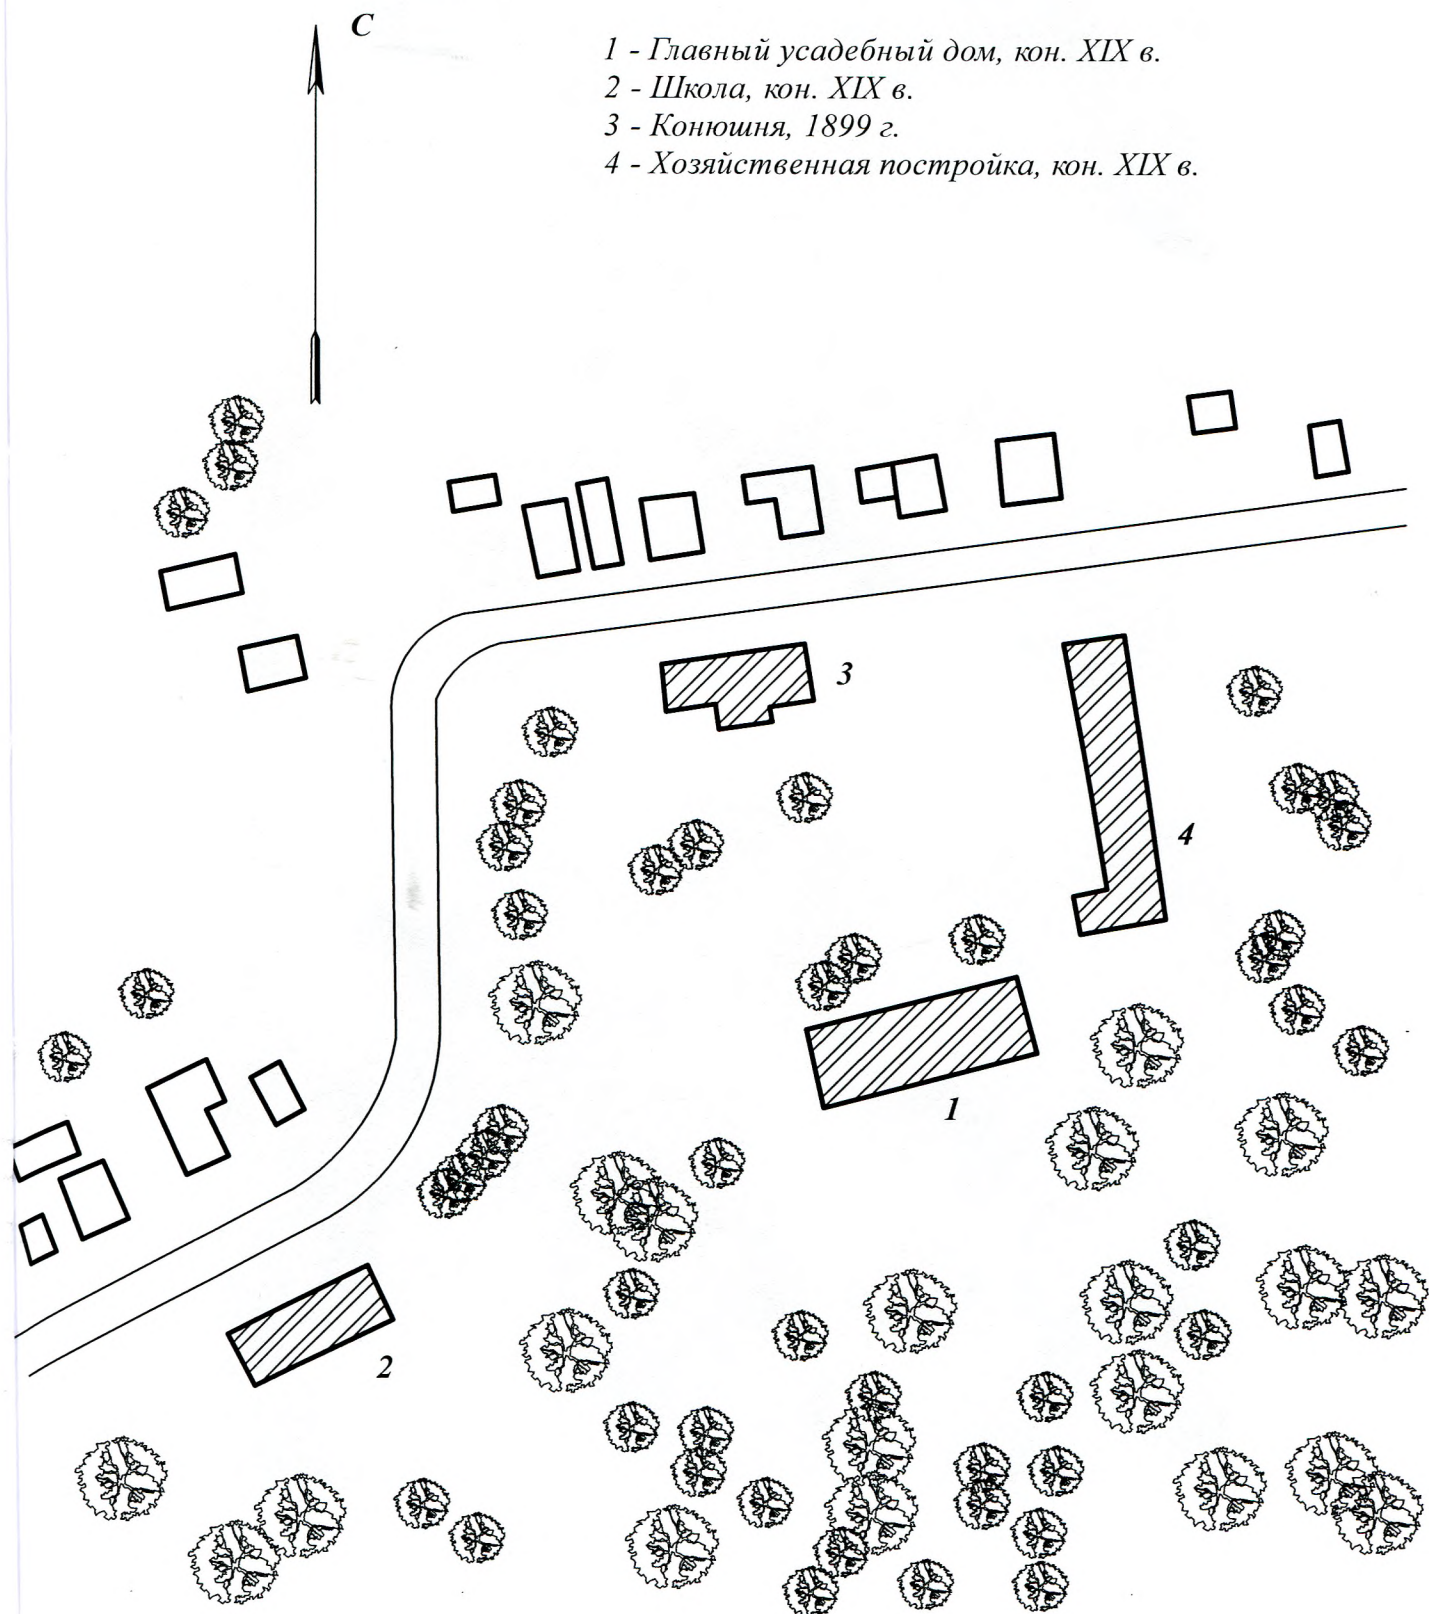 С
1 - Главный усадебный дом, кон. XIX в.
2 - Школа, кон. XIX в.
3 - Конюшня, 1899 г.
4 - Хозяйственная постройка, кон. XIX в.
3
4
1
2